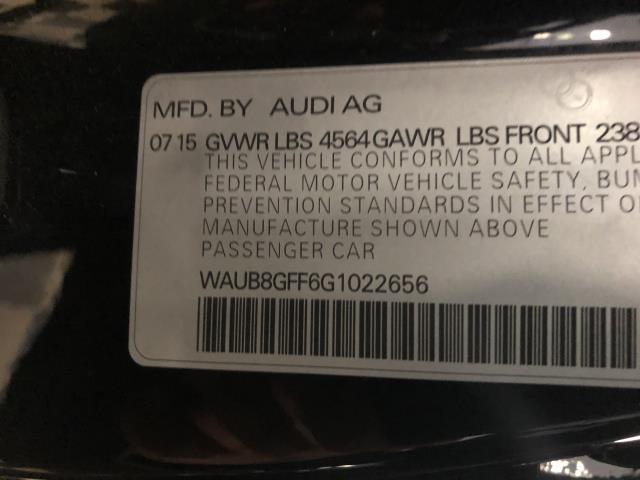 MFD. BY AUDI AG
07 15 GVWR LBS 4564 GAWR LBS FRONT 238
THIS VEHICLE CONFORMS TO ALL APPL
FEDERAL MOTOR VEHICLE SAFETY, BUM
PREVENTION STANDARDS IN EFFECT O
MANUFACTURE SHOWN ABOVE
PASSENGER CAR
WAUB8GFF6G1022656